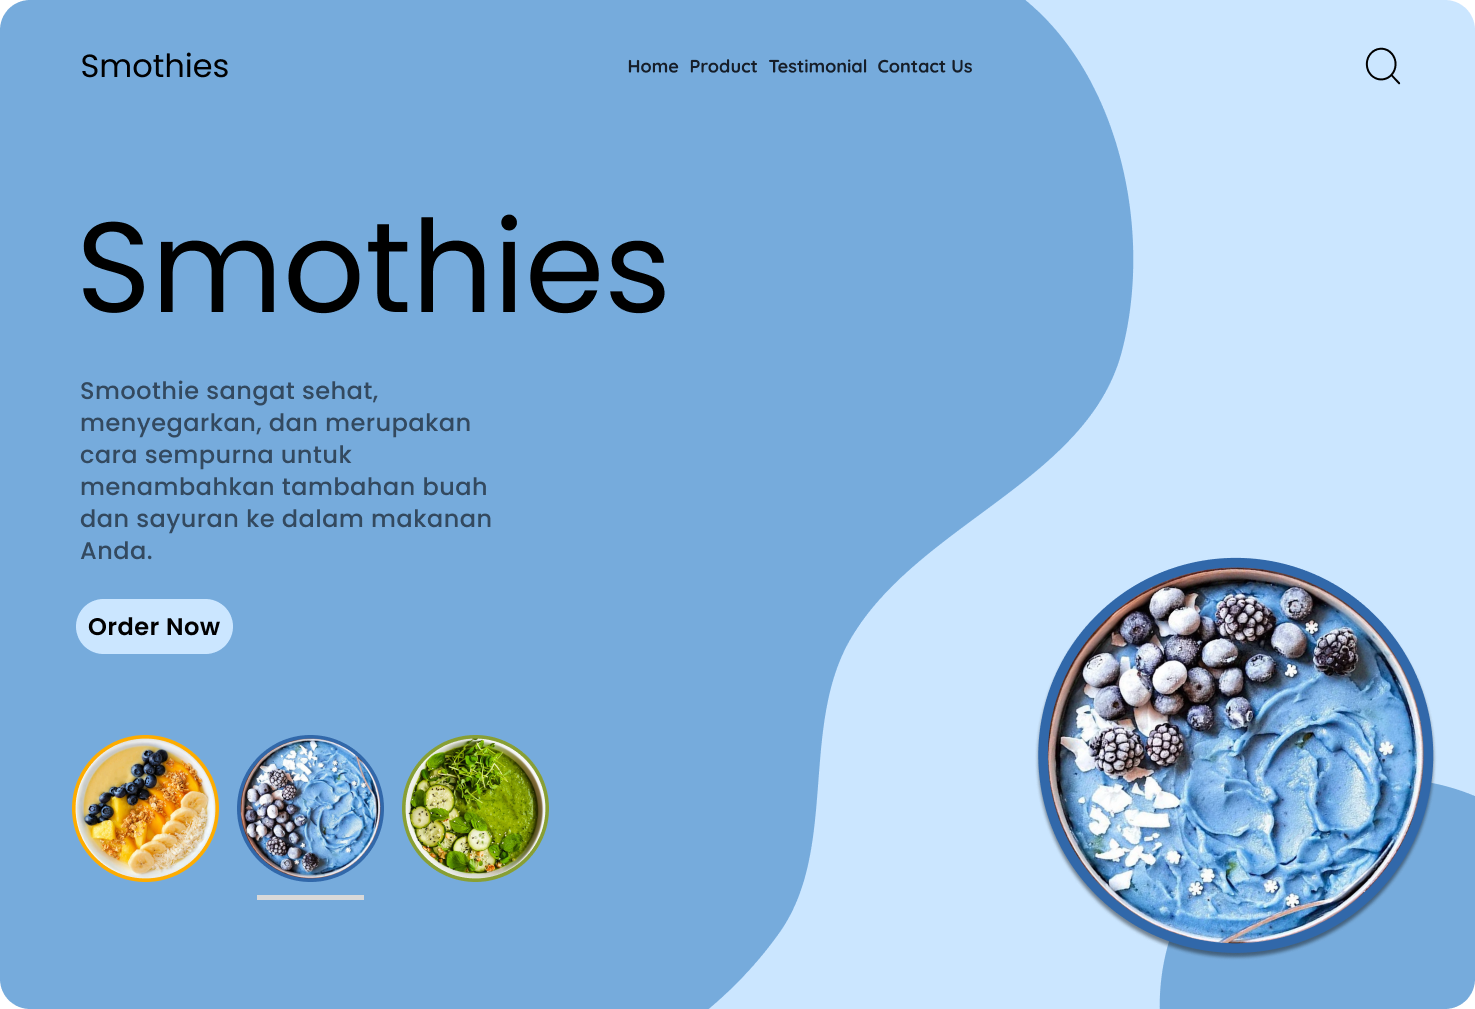 Smothies
Home Product Testimonial Contact Us
Smothies
Smoothie sangat sehat,
menyegarkan, dan merupakan
cara sempurna untuk
menambahkan tambahan buah
dan sayuran ke dalam makanan
Anda.
Order Now